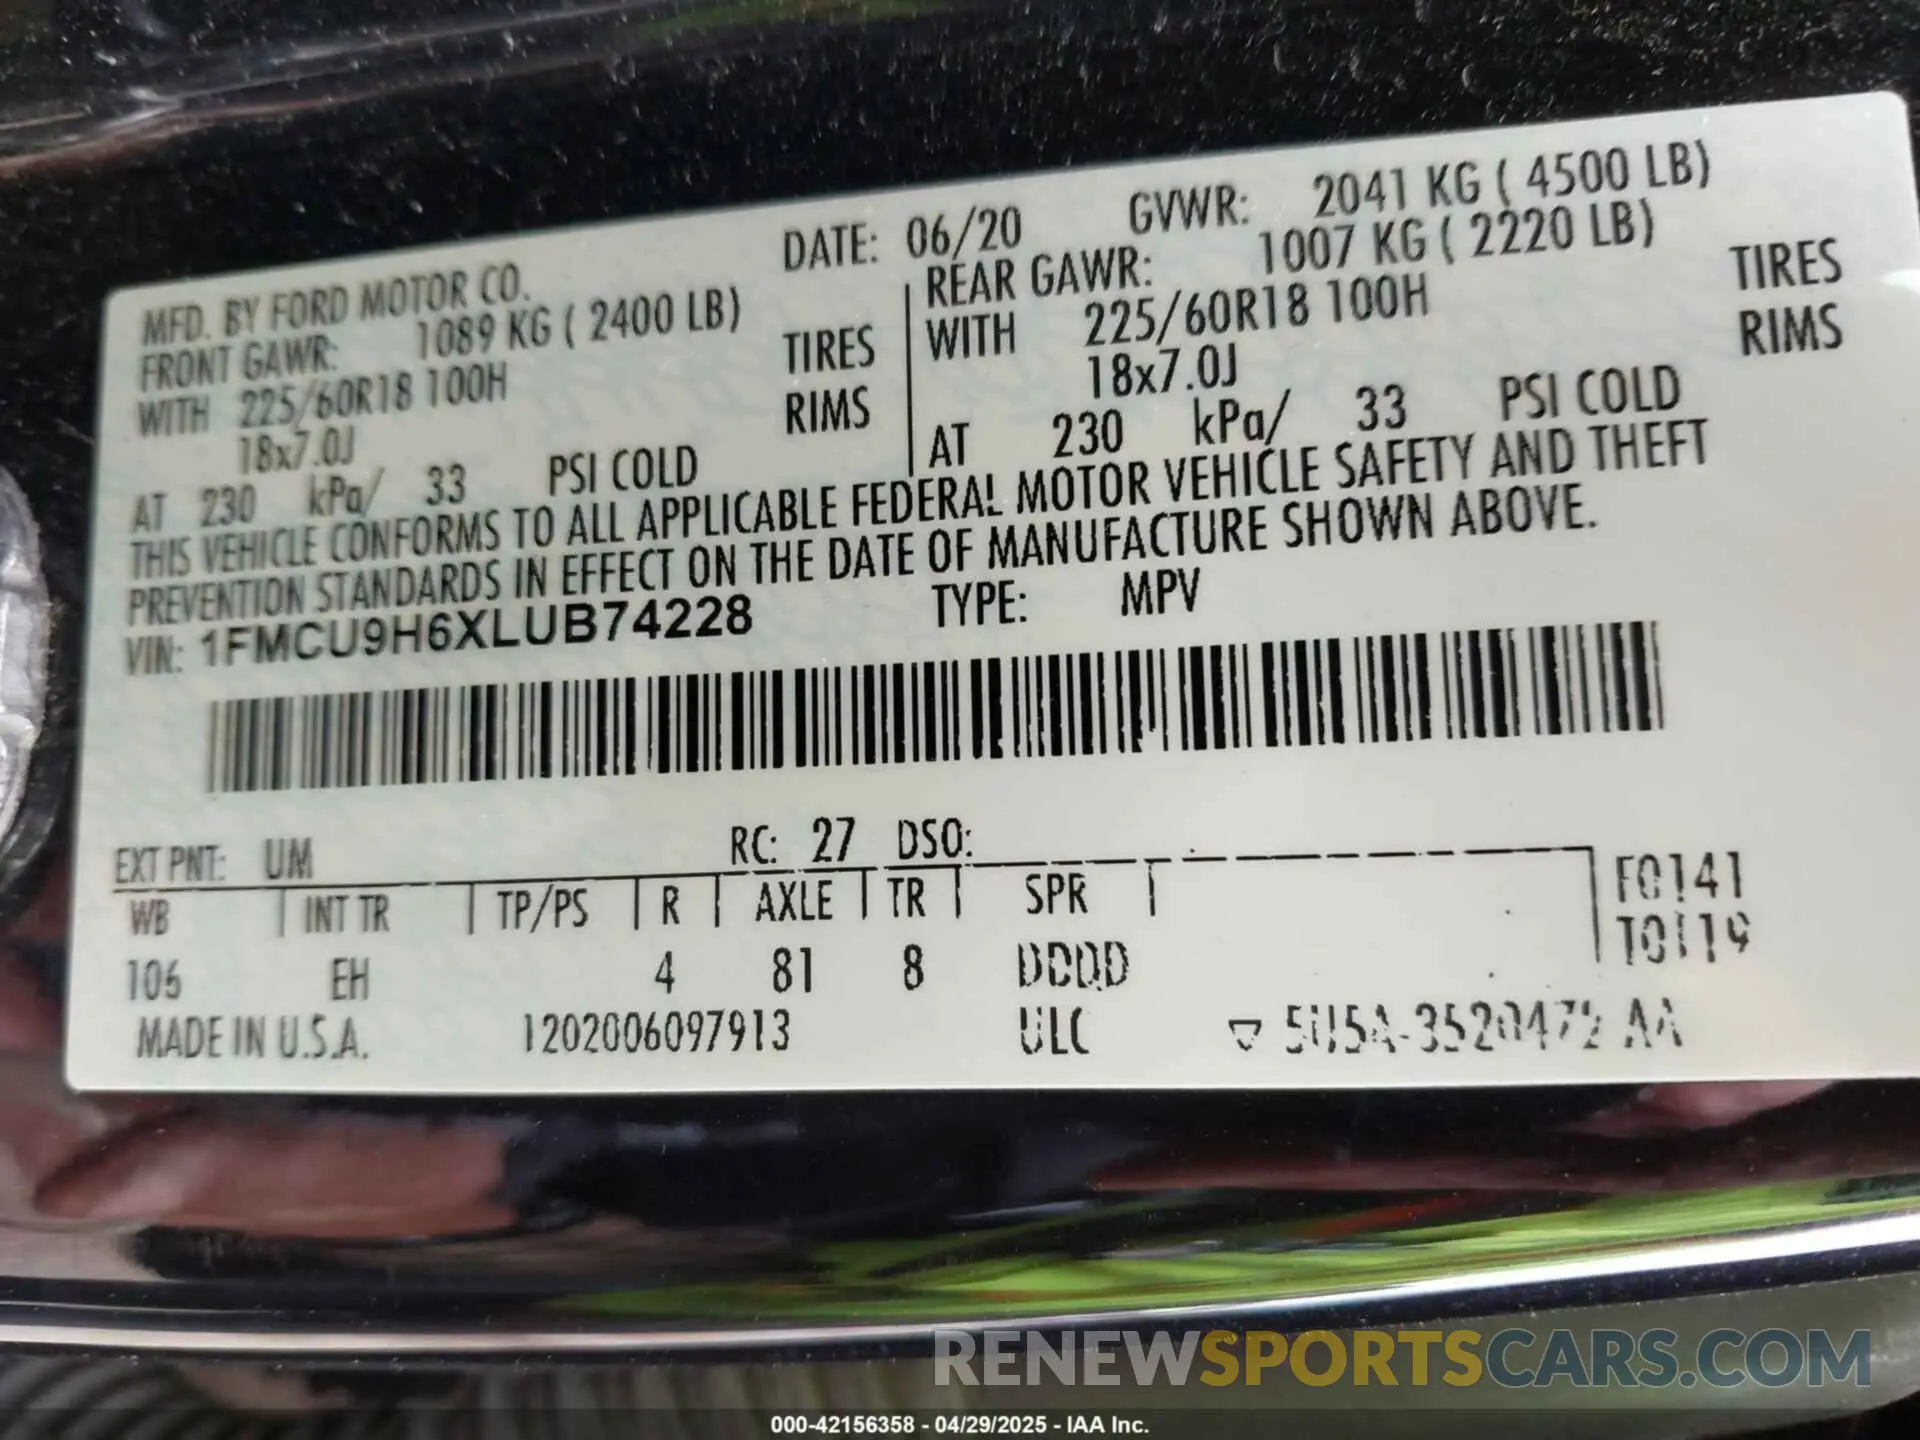 MFD. BY FORD MOTOR CO. DATE: 06/20 GVWR: 2041 KG ( 4500 LB)
FRONT GAWR: 1089 KG ( 2400 LB) REAR GAWR: 1007 KG ( 2220 LB)
WITH 225/60R18 100H TIRES WITH 225/60R18 100H TIRES
18x7.0J RIMS 18x7.0J RIMS
AT 230 kPa/ 33 PSI COLD AT 230 kPa/ 33 PSI COLD
THIS VEHICLE CONFORMS TO ALL APPLICABLE FEDERAL MOTOR VEHICLE SAFETY AND THEFT
PREVENTION STANDARDS IN EFFECT ON THE DATE OF MANUFACTURE SHOWN ABOVE.
VIN: 1FMCU9H6XLUB74228 TYPE: MPV
EXT PNT: UM RC: 27 DSO:
WB INT TR TP/PS R AXLE TR SPR F0141
T0119
106 EH 4 81 8 DDDD
MADE IN U.S.A. 1202006097913 ULC AA
RENEWSPORTSCARS.COM
000-42156358 - 04/29/2025 - IAA Inc.